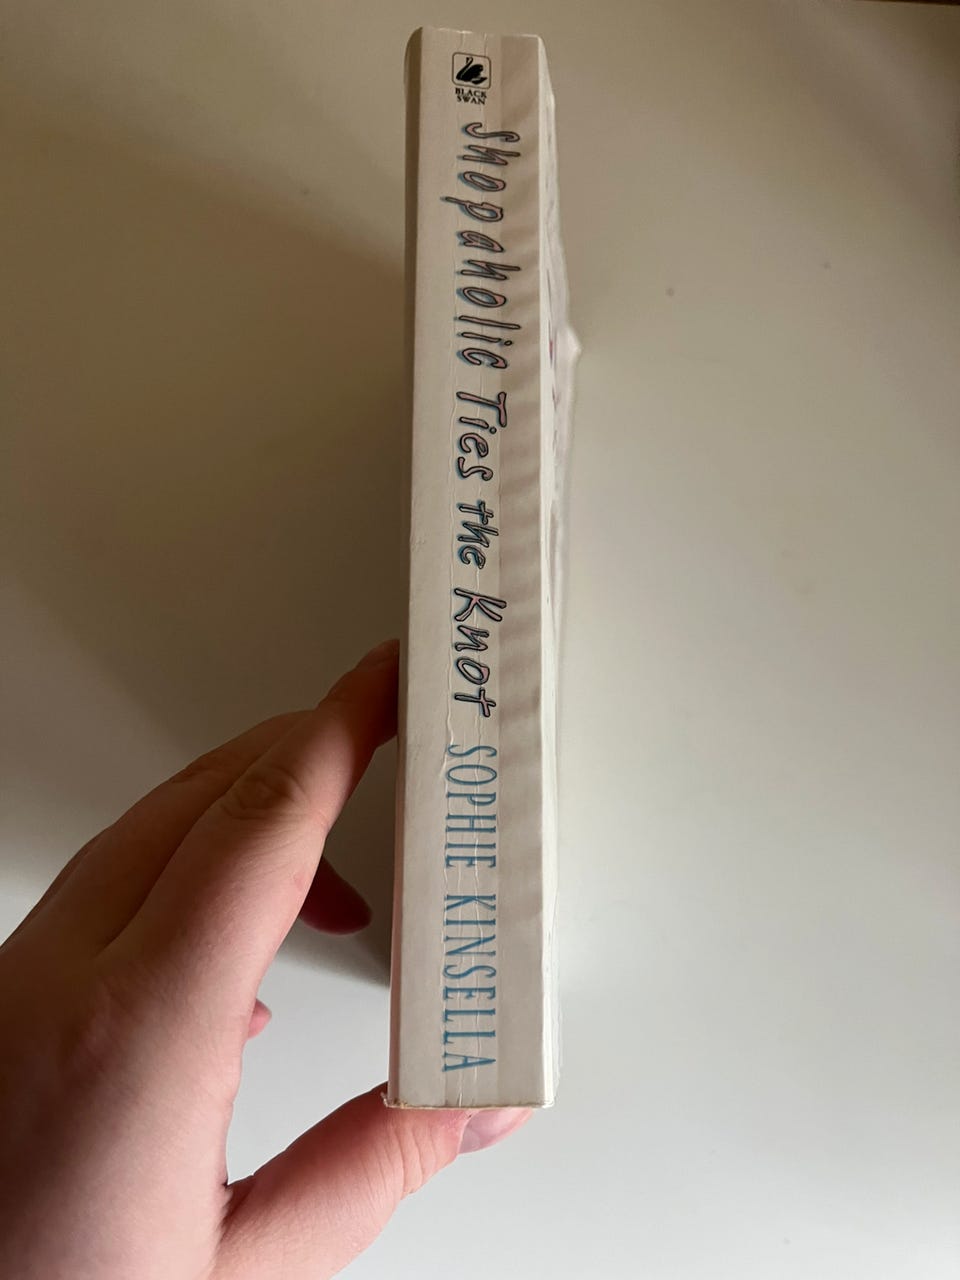 BLACK
SWAN
Shopaholic Ties the Knot SOPHIE KINSELLA